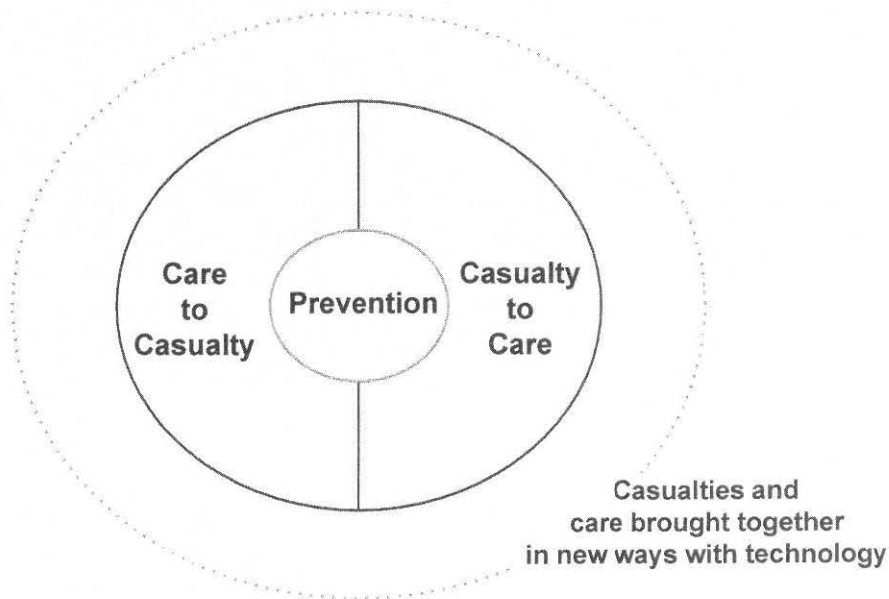 Care
to
Casualty
Prevention
Casualty
to
Care
Casualties and
care brought together
in new ways with technology